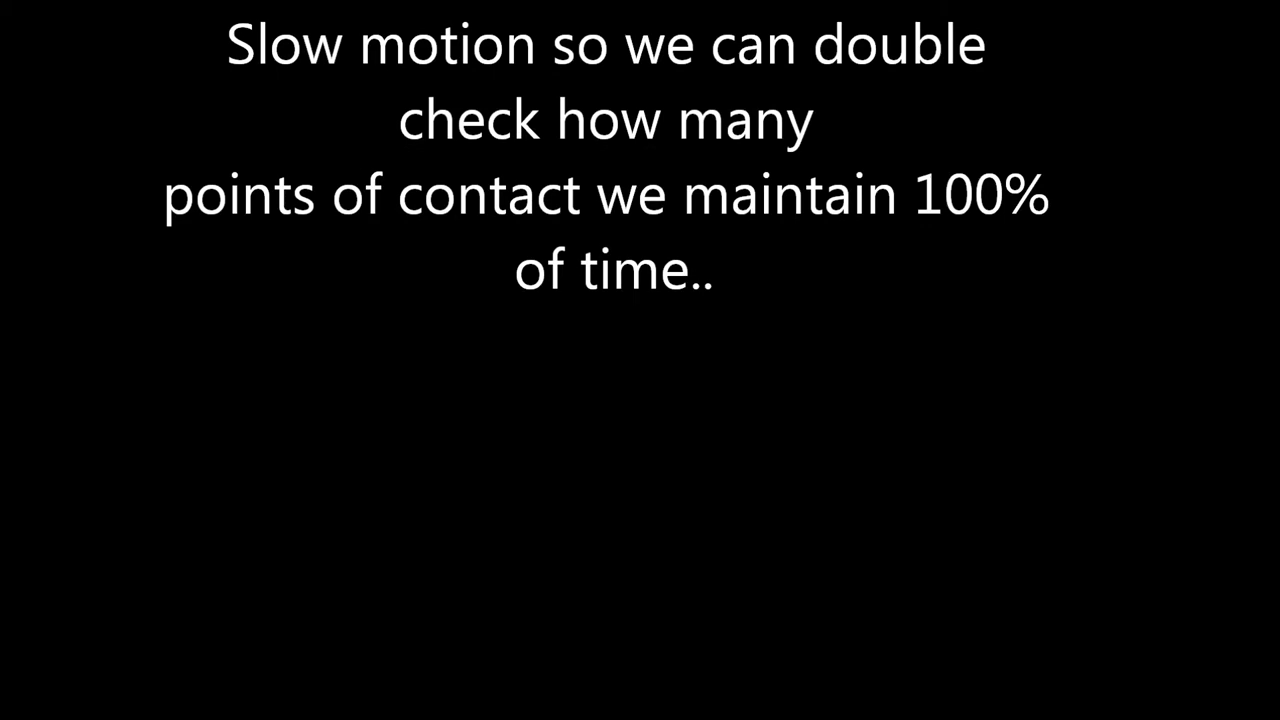 Slow motion so we can double
check how many
points of contact we maintain 100%
of time..